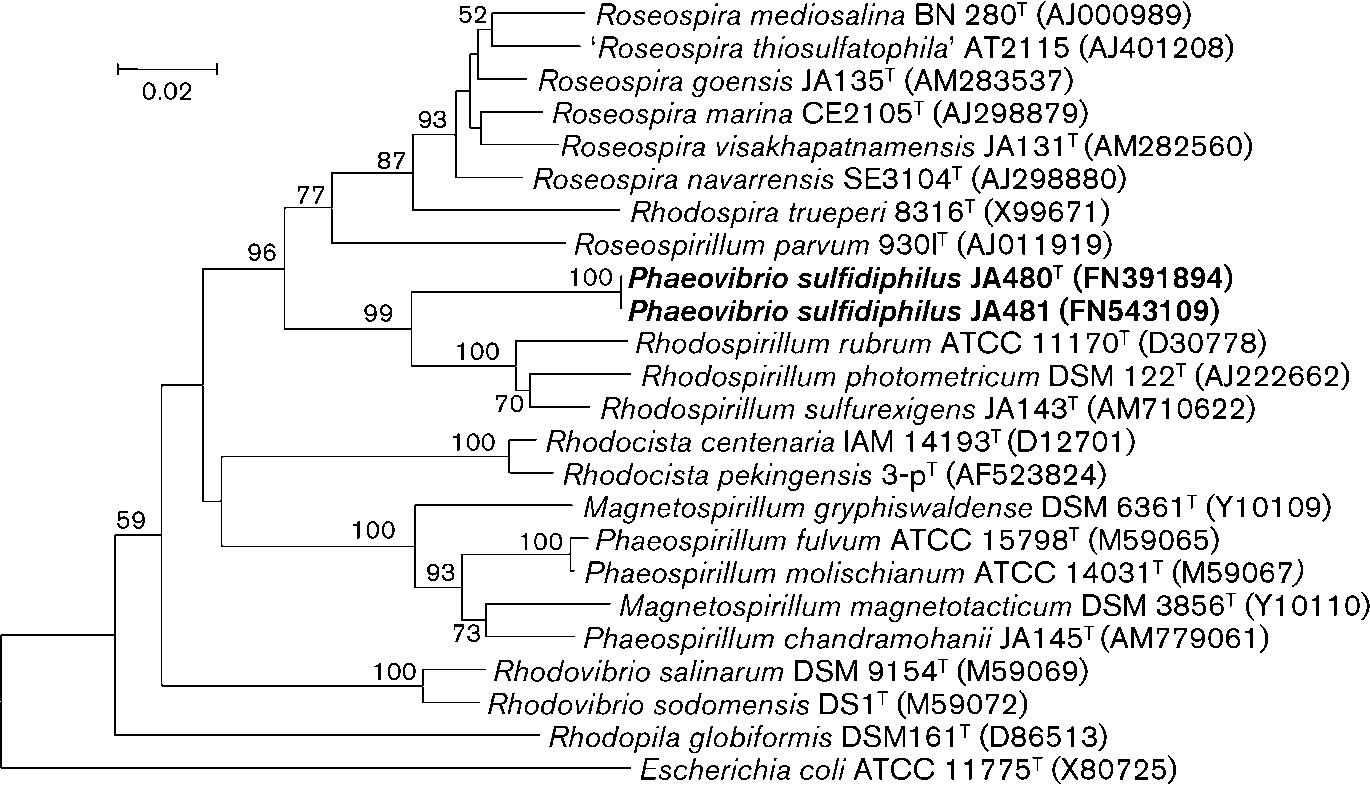 52
Roseospira mediosalina BN 280ᵀ (AJ000989)
'Roseospira thiosulfatophila' AT2115 (AJ401208)
0.02
Roseospira goensis JA135ᵀ (AM283537)
93
Roseospira marina CE2105ᵀ (AJ298879)
Roseospira visakhapatnamensis JA131ᵀ (AM282560)
87
Roseospira navarrensis SE3104ᵀ (AJ298880)
77
Rhodospira trueperi 8316ᵀ (X99671)
96
Roseospirillum parvum 930Iᵀ (AJ011919)
100
Phaeovibrio sulfidiphilus JA480ᵀ (FN391894)
99
Phaeovibrio sulfidiphilus JA481 (FN543109)
100
Rhodospirillum rubrum ATCC 11170ᵀ (D30778)
Rhodospirillum photometricum DSM 122ᵀ (AJ222662)
70
Rhodospirillum sulfurexigens JA143ᵀ (AM710622)
100
Rhodocista centenaria IAM 14193ᵀ (D12701)
Rhodocista pekingensis 3-pᵀ (AF523824)
Magnetospirillum gryphiswaldense DSM 6361ᵀ (Y10109)
59
100
100
Phaeospirillum fulvum ATCC 15798ᵀ (M59065)
93
Phaeospirillum molischianum ATCC 14031ᵀ (M59067)
Magnetospirillum magnetotacticum DSM 3856ᵀ (Y10110)
73
Phaeospirillum chandramohanii JA145ᵀ (AM779061)
100
Rhodovibrio salinarum DSM 9154ᵀ (M59069)
Rhodovibrio sodomensis DS1ᵀ (M59072)
Rhodopila globiformis DSM161ᵀ (D86513)
Escherichia coli ATCC 11775ᵀ (X80725)